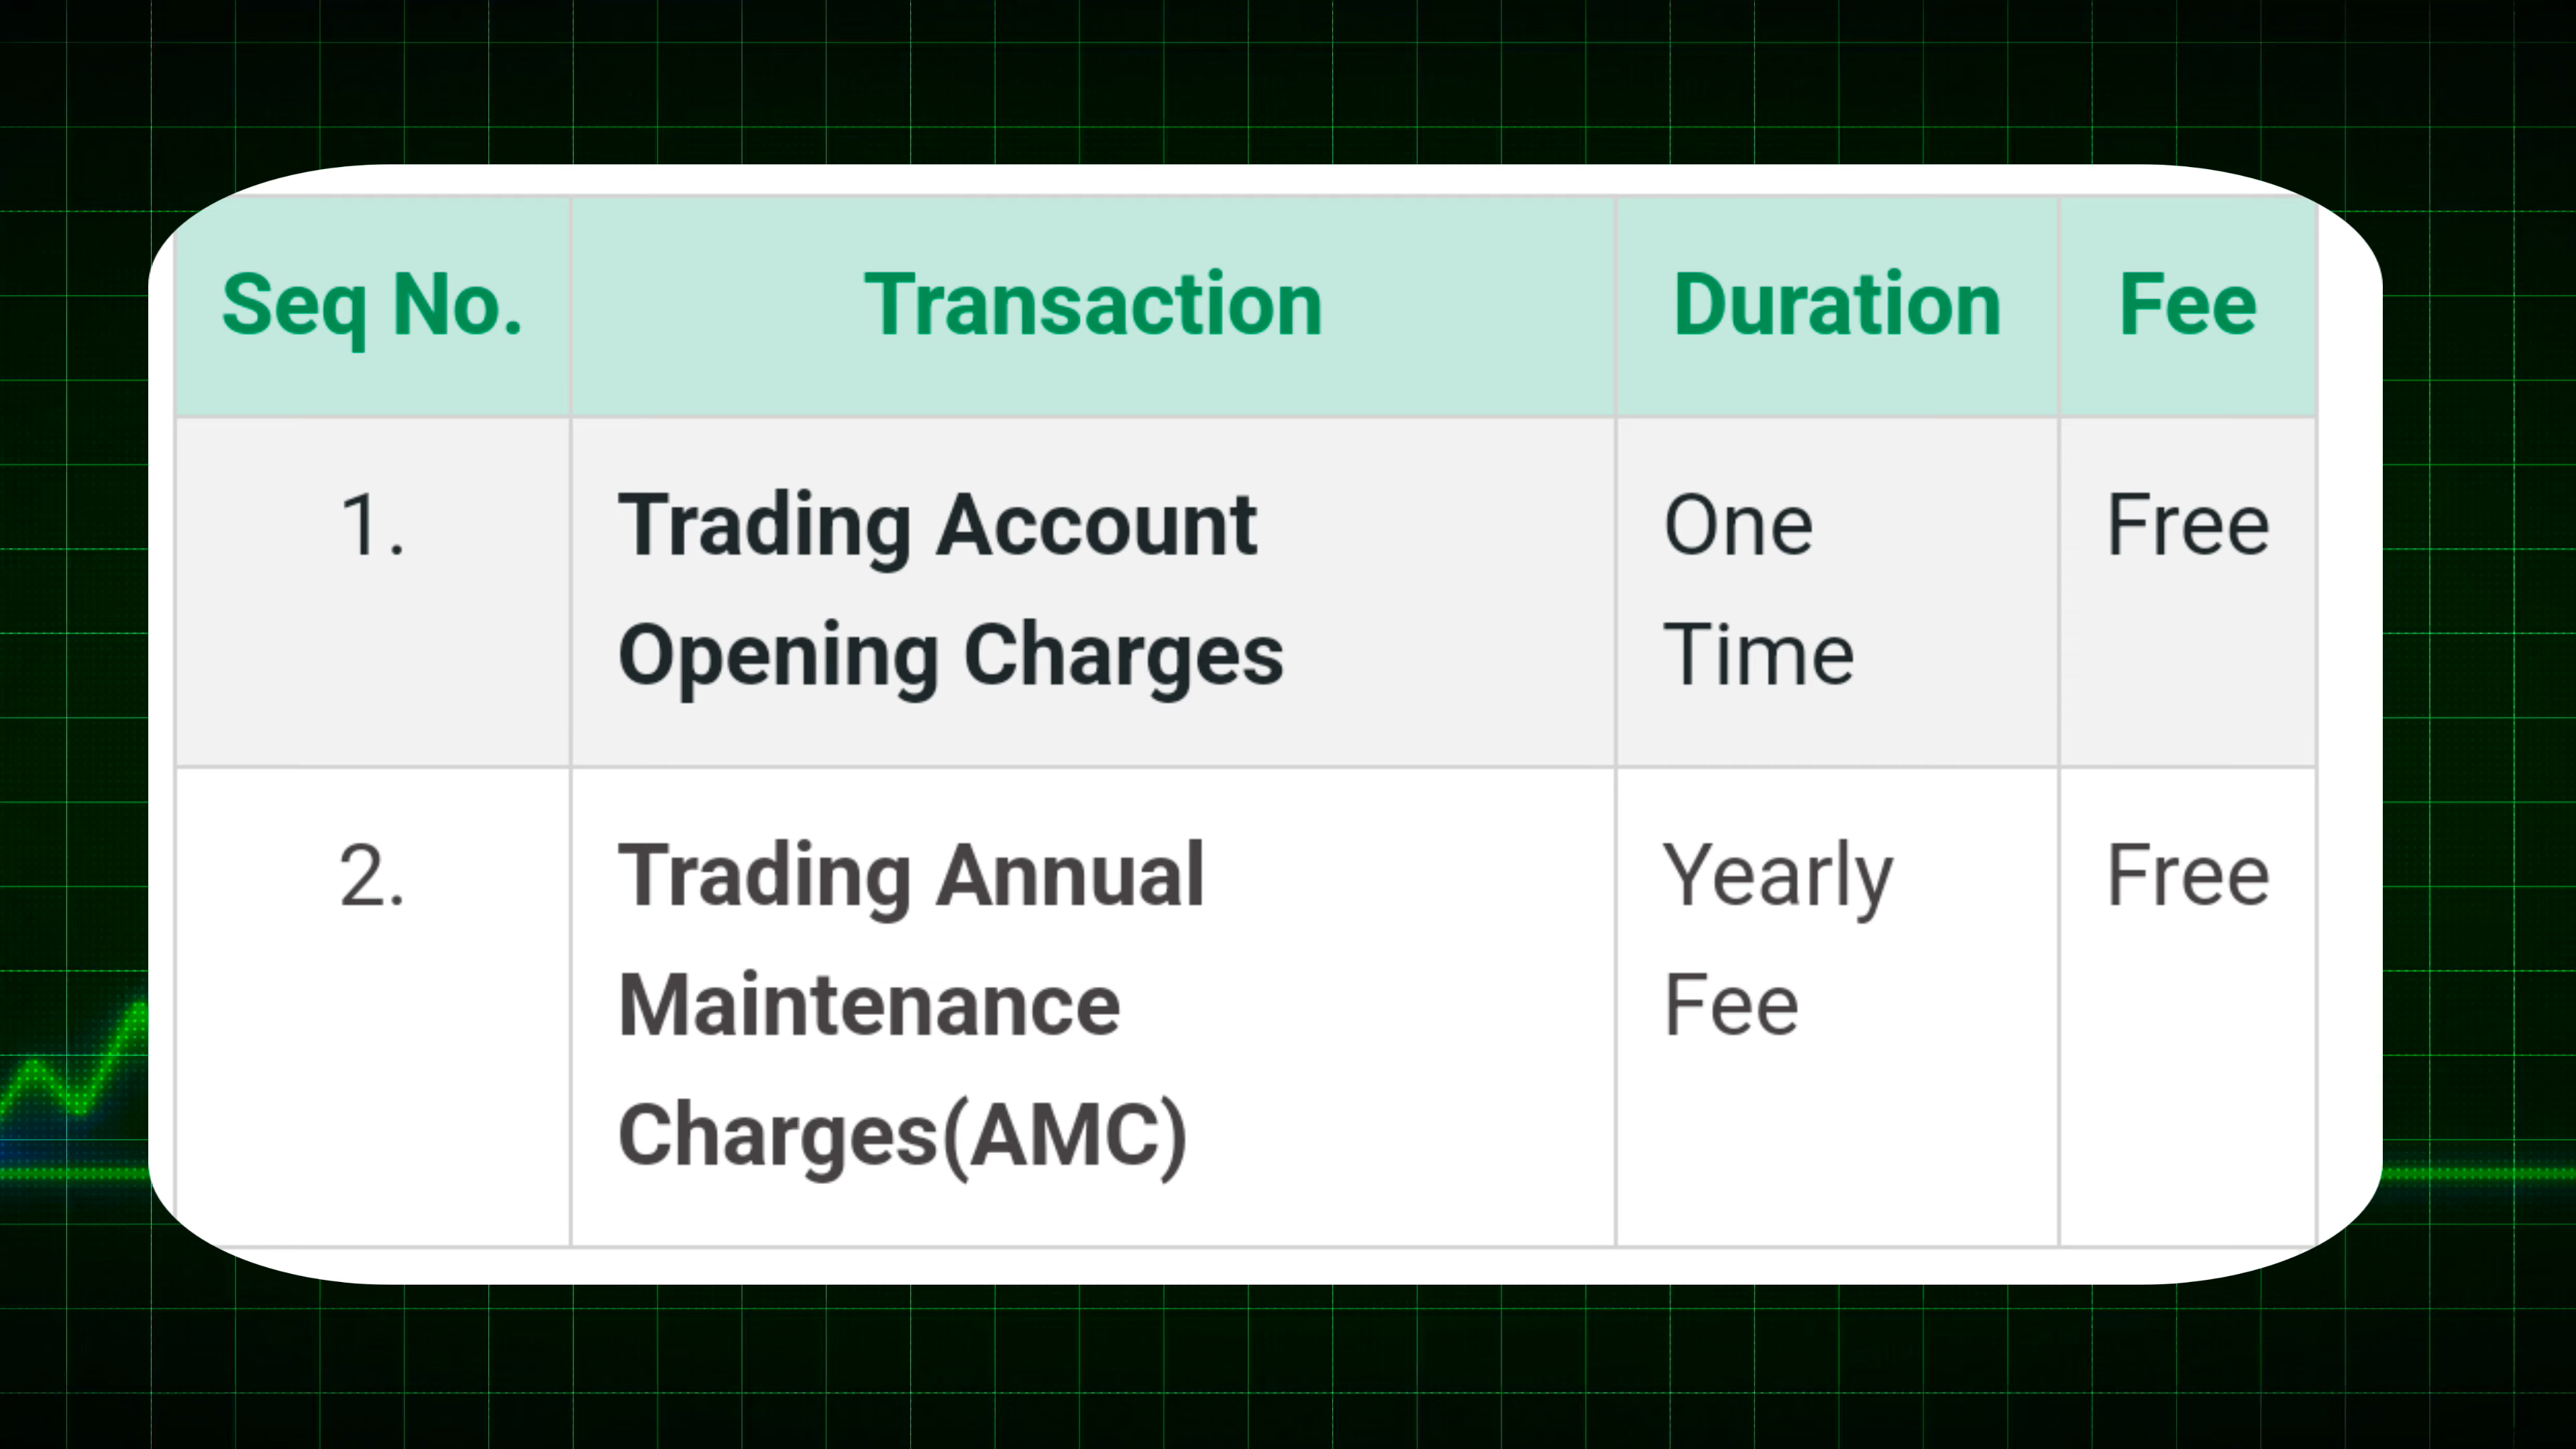 Seq No. Transaction Duration Fee
1. Trading Account One Free
Opening Charges Time
2. Trading Annual Yearly Free
Maintenance Fee
Charges(AMC)